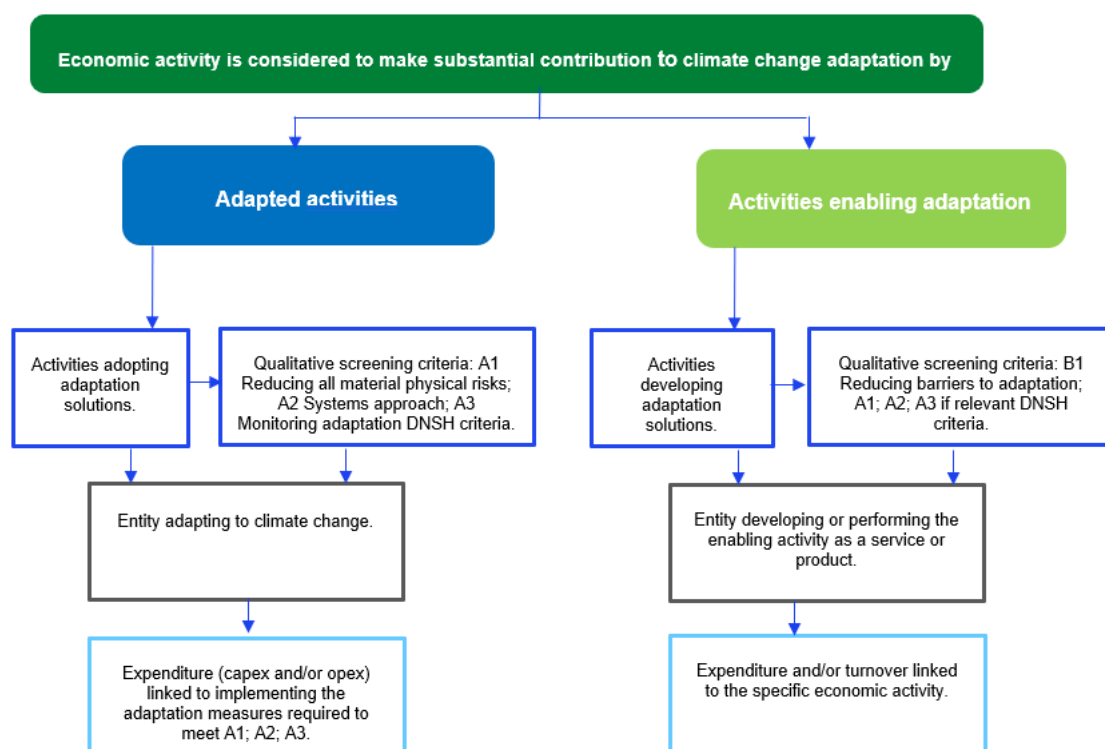 Economic activity is considered to make substantial contribution to climate change adaptation by
Adapted activities
Activities enabling adaptation
Activities adopting
adaptation
solutions.
Qualitative screening criteria: A1
Reducing all material physical risks;
A2 Systems approach; A3
Monitoring adaptation DNSH criteria.
Activities
developing
adaptation
solutions.
Qualitative screening criteria: B1
Reducing barriers to adaptation;
A1; A2; A3 if relevant DNSH
criteria.
Entity adapting to climate change.
Entity developing or performing the
enabling activity as a service or
product.
Expenditure (capex and/or opex)
linked to implementing the
adaptation measures required to
meet A1; A2; A3.
Expenditure and/or turnover linked
to the specific economic activity.